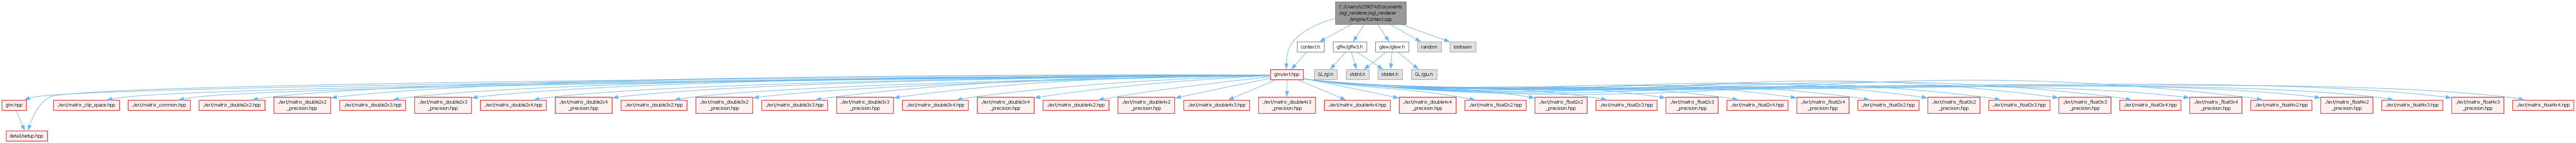 C:/Users/s239074/Documents
/ogl_renderer/ogl_renderer
/engine/Context.cpp
context.h
glfw/glfw3.h
glew/glew.h
random
iostream
glm/ext.hpp
GL/gl.h
stdint.h
stddef.h
GL/glu.h
glm.hpp
./ext/matrix_clip_space.hpp
./ext/matrix_common.hpp
./ext/matrix_double2x2.hpp
./ext/matrix_double2x2
_precision.hpp
./ext/matrix_double2x3.hpp
./ext/matrix_double2x3
_precision.hpp
./ext/matrix_double2x4.hpp
./ext/matrix_double2x4
_precision.hpp
./ext/matrix_double3x2.hpp
./ext/matrix_double3x2
_precision.hpp
./ext/matrix_double3x3.hpp
./ext/matrix_double3x3
_precision.hpp
./ext/matrix_double3x4.hpp
./ext/matrix_double3x4
_precision.hpp
./ext/matrix_double4x2.hpp
./ext/matrix_double4x2
_precision.hpp
./ext/matrix_double4x3.hpp
./ext/matrix_double4x3
_precision.hpp
./ext/matrix_double4x4.hpp
./ext/matrix_double4x4
_precision.hpp
./ext/matrix_float2x2.hpp
./ext/matrix_float2x2
_precision.hpp
./ext/matrix_float2x3.hpp
./ext/matrix_float2x3
_precision.hpp
./ext/matrix_float2x4.hpp
./ext/matrix_float2x4
_precision.hpp
./ext/matrix_float3x2.hpp
./ext/matrix_float3x2
_precision.hpp
./ext/matrix_float3x3.hpp
./ext/matrix_float3x3
_precision.hpp
./ext/matrix_float3x4.hpp
./ext/matrix_float3x4
_precision.hpp
./ext/matrix_float4x2.hpp
./ext/matrix_float4x2
_precision.hpp
./ext/matrix_float4x3.hpp
./ext/matrix_float4x3
_precision.hpp
./ext/matrix_float4x4.hpp
detail/setup.hpp